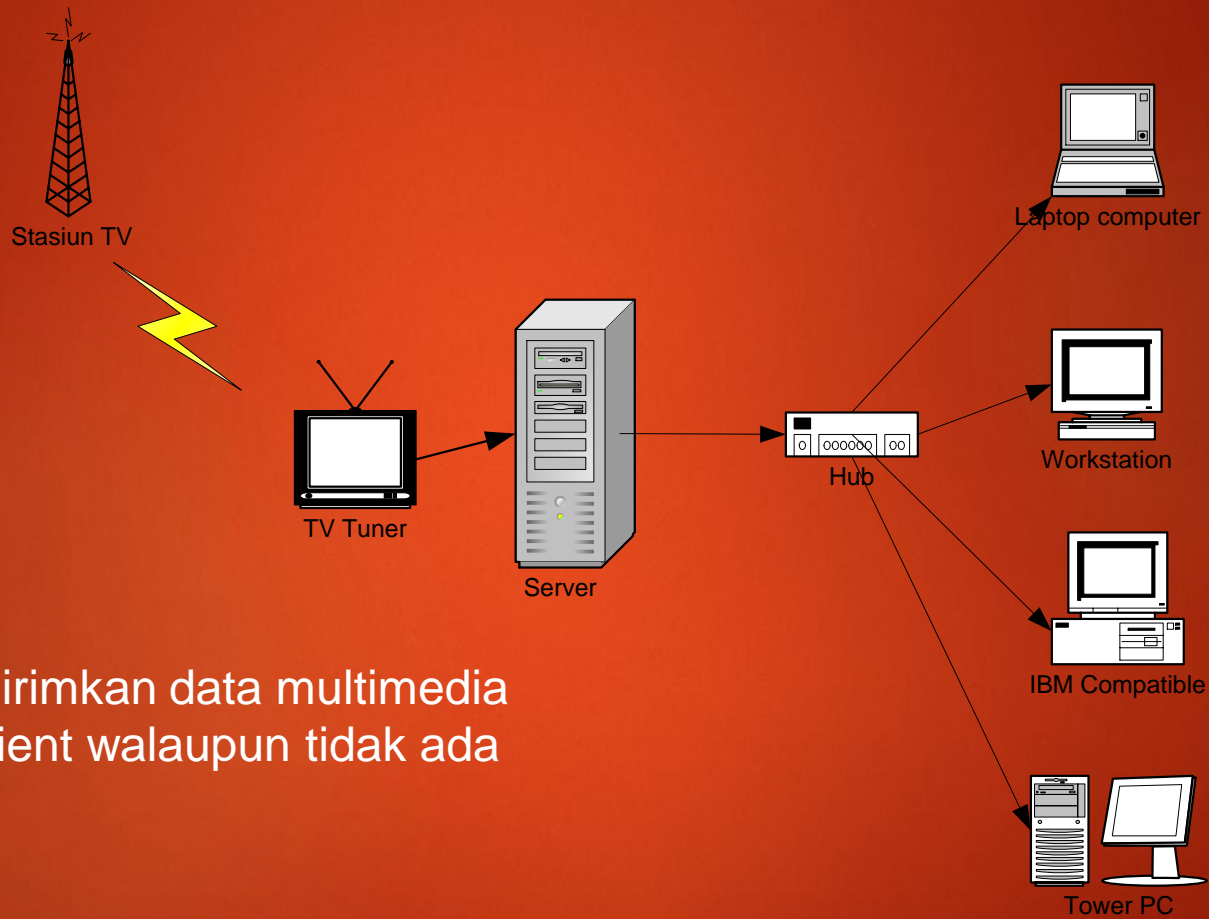 Stasiun TV
Laptop computer
TV Tuner
Server
Hub
Workstation
IBM Compatible
Tower PC
irimkan data multimedia
ient walaupun tidak ada